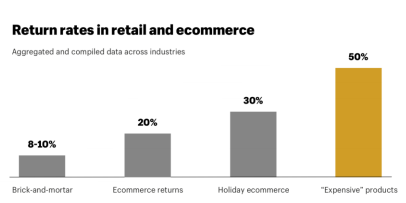 Return rates in retail and ecommerce
Aggregated and compiled data across industries
50%
30%
20%
8-10%
Brick-and-mortar
Ecommerce returns
Holiday ecommerce
"Expensive" products